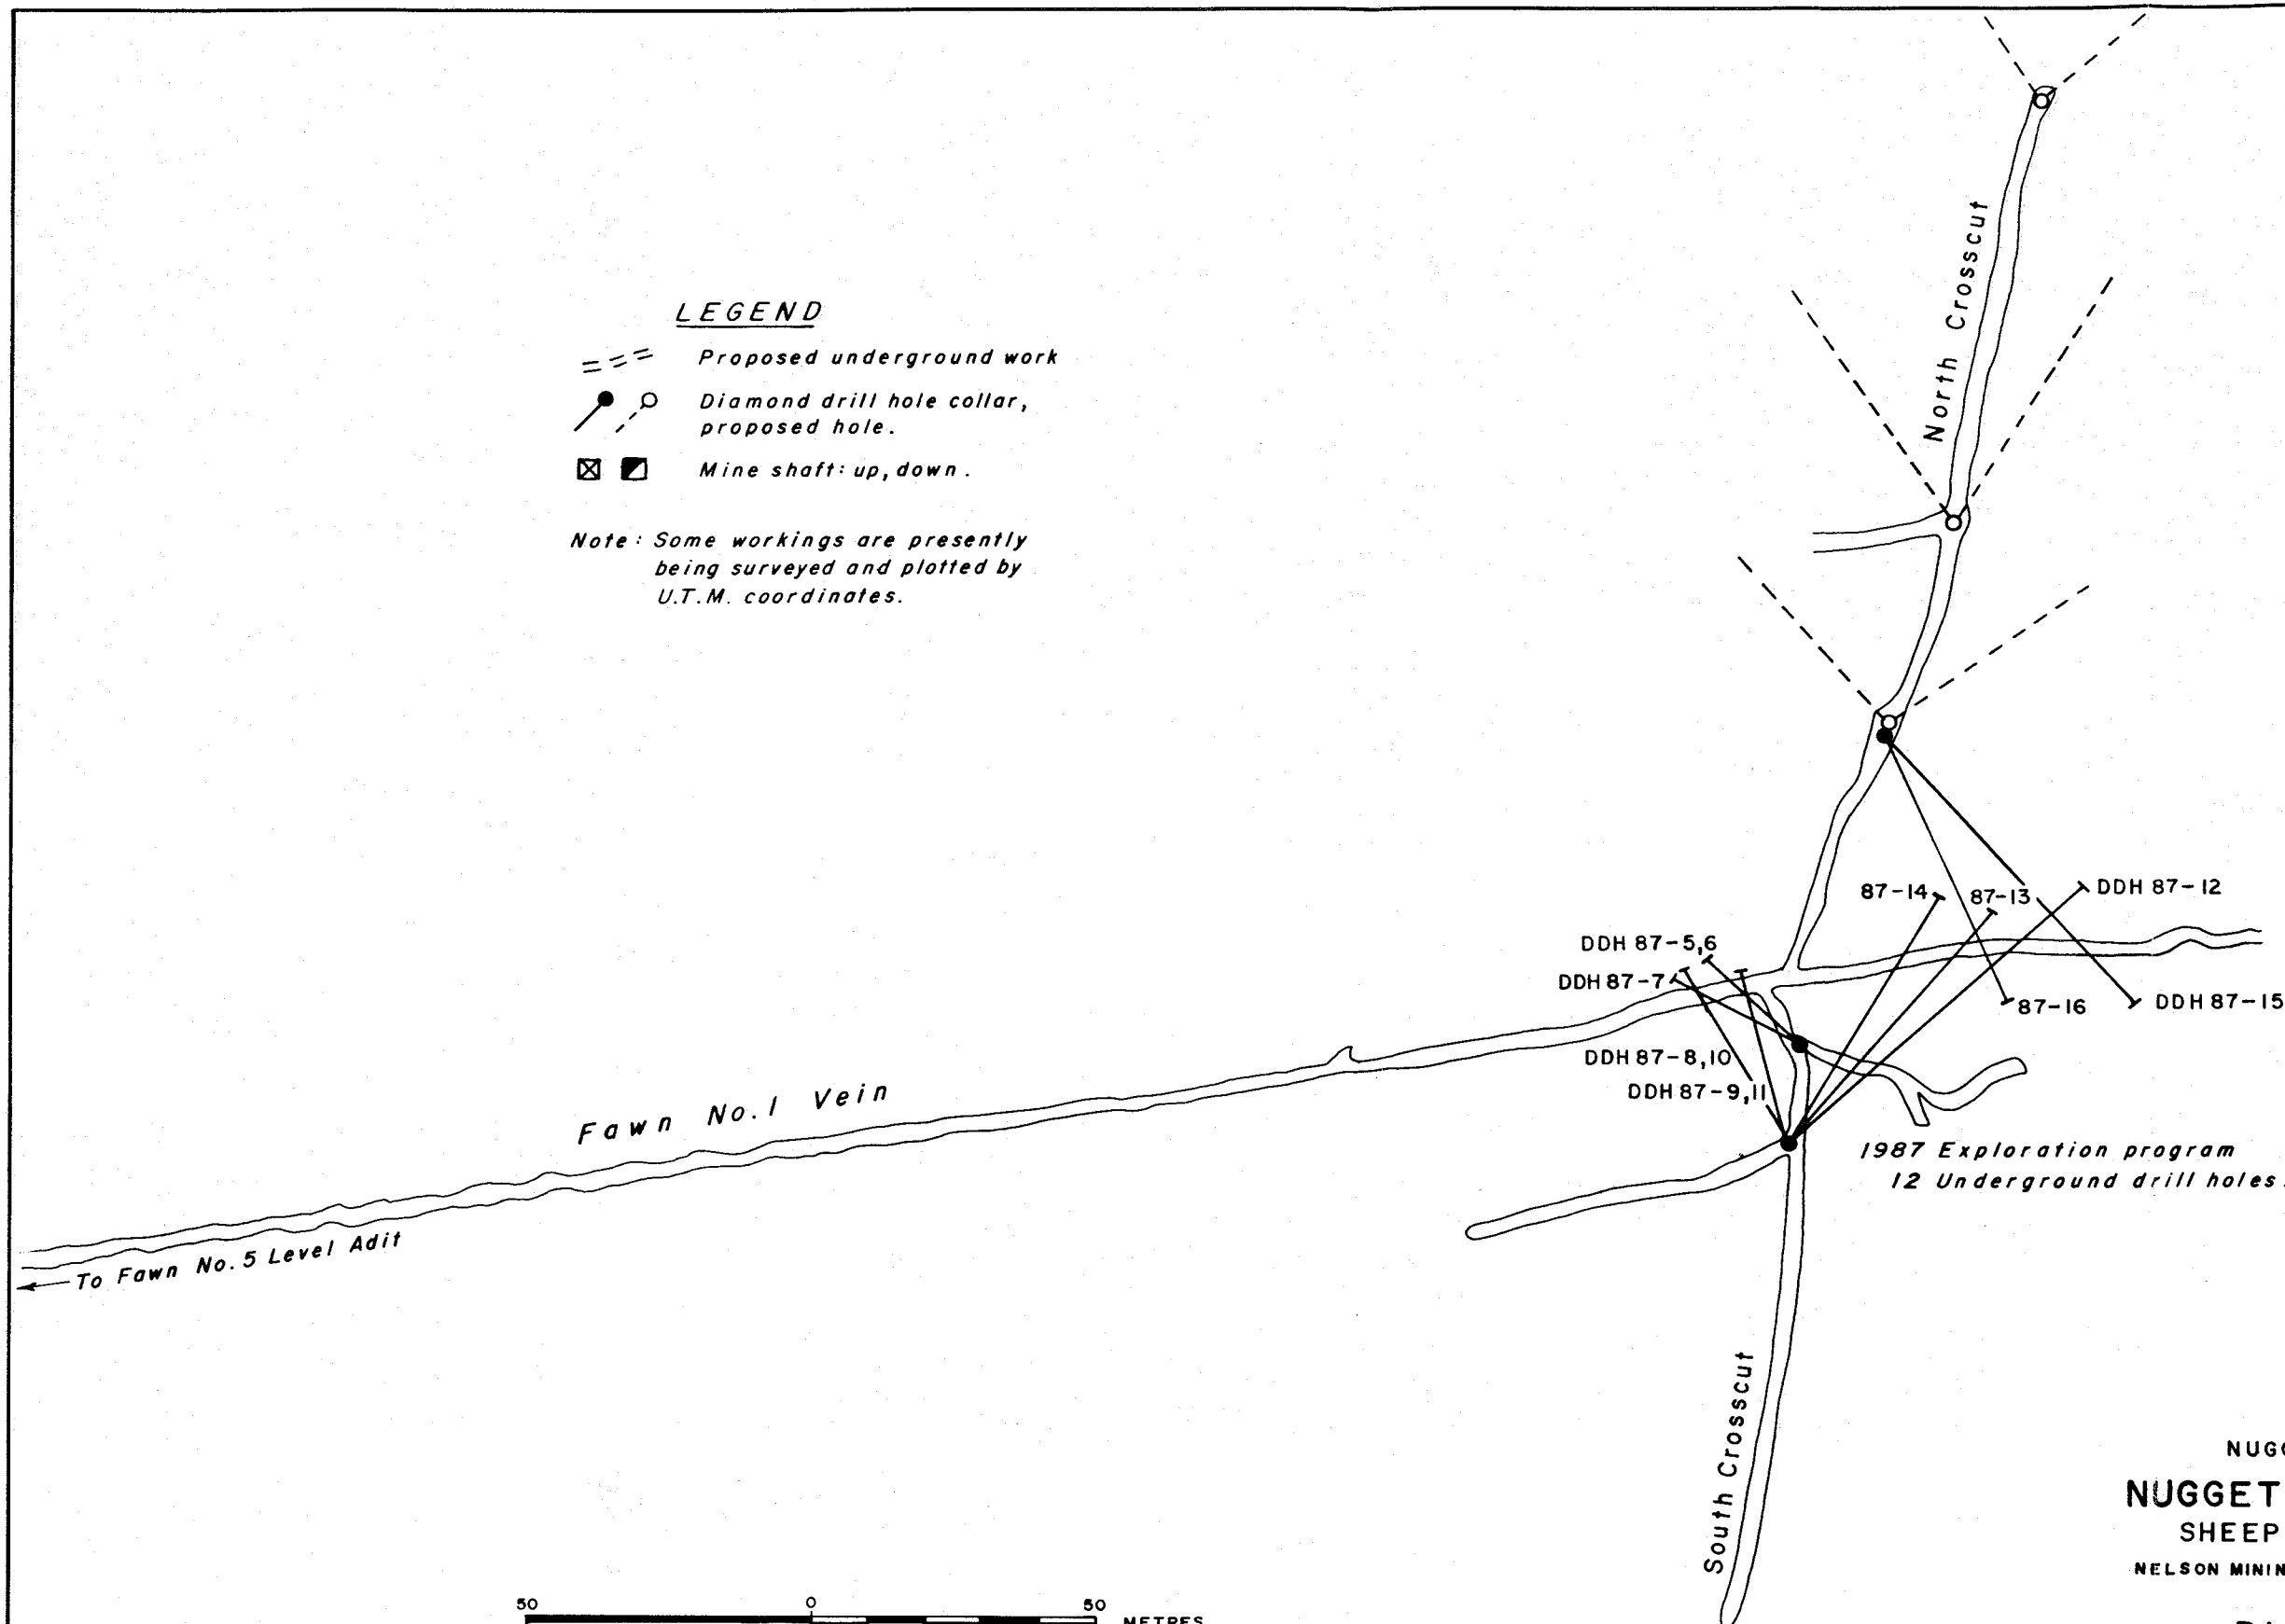 North Crosscut
LEGEND
Proposed underground work
Diamond drill hole collar,
proposed hole.
Mine shaft: up, down.
Note: Some workings are presently
being surveyed and plotted by
U.T.M. coordinates.
87-14
87-13
DDH 87-12
DDH 87-5,6
DDH 87-7
87-16
DDH 87-15
DDH 87-8,10
DDH 87-9,11
Fawn No. 1 Vein
1987 Exploration program
12 Underground drill holes.
To Fawn No. 5 Level Adit
South Crosscut
NUGG
NUGGET
SHEEP
NELSON MININ
50 0 50
METRES